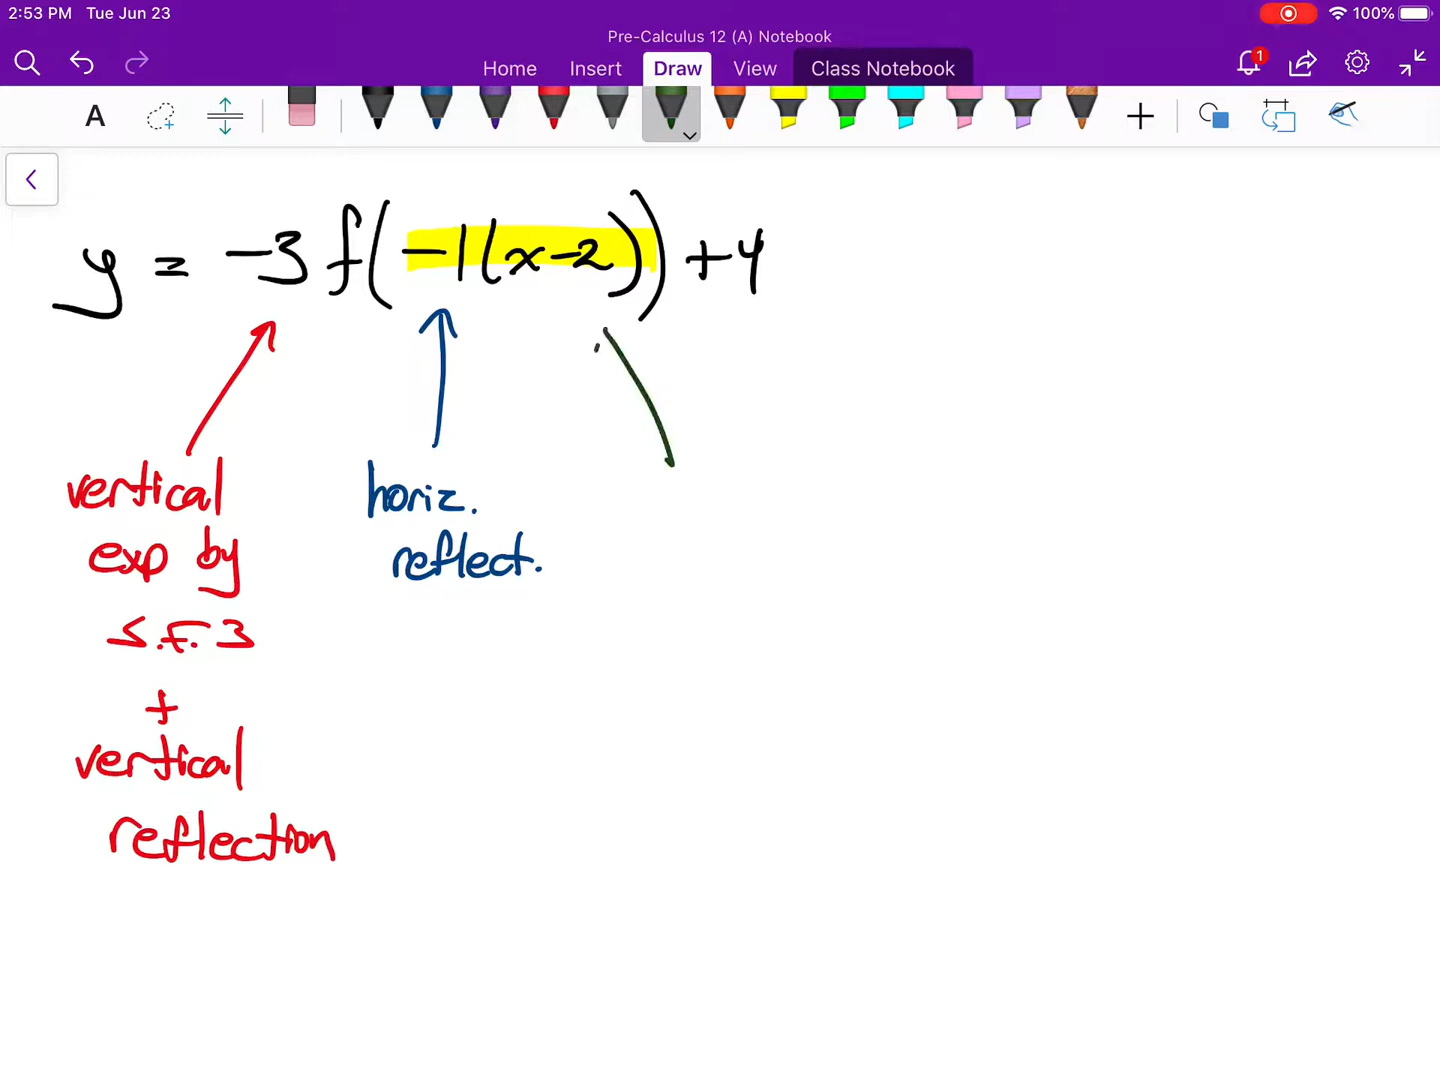 2:53 PM Tue Jun 23
100%
Pre-Calculus 12 (A) Notebook
Home Insert Draw View Class Notebook
1
A
y = -3 f(-1(x-2)) +4
vertical
exp by
S.F. 3
+
vertical
reflection
horiz.
reflect.